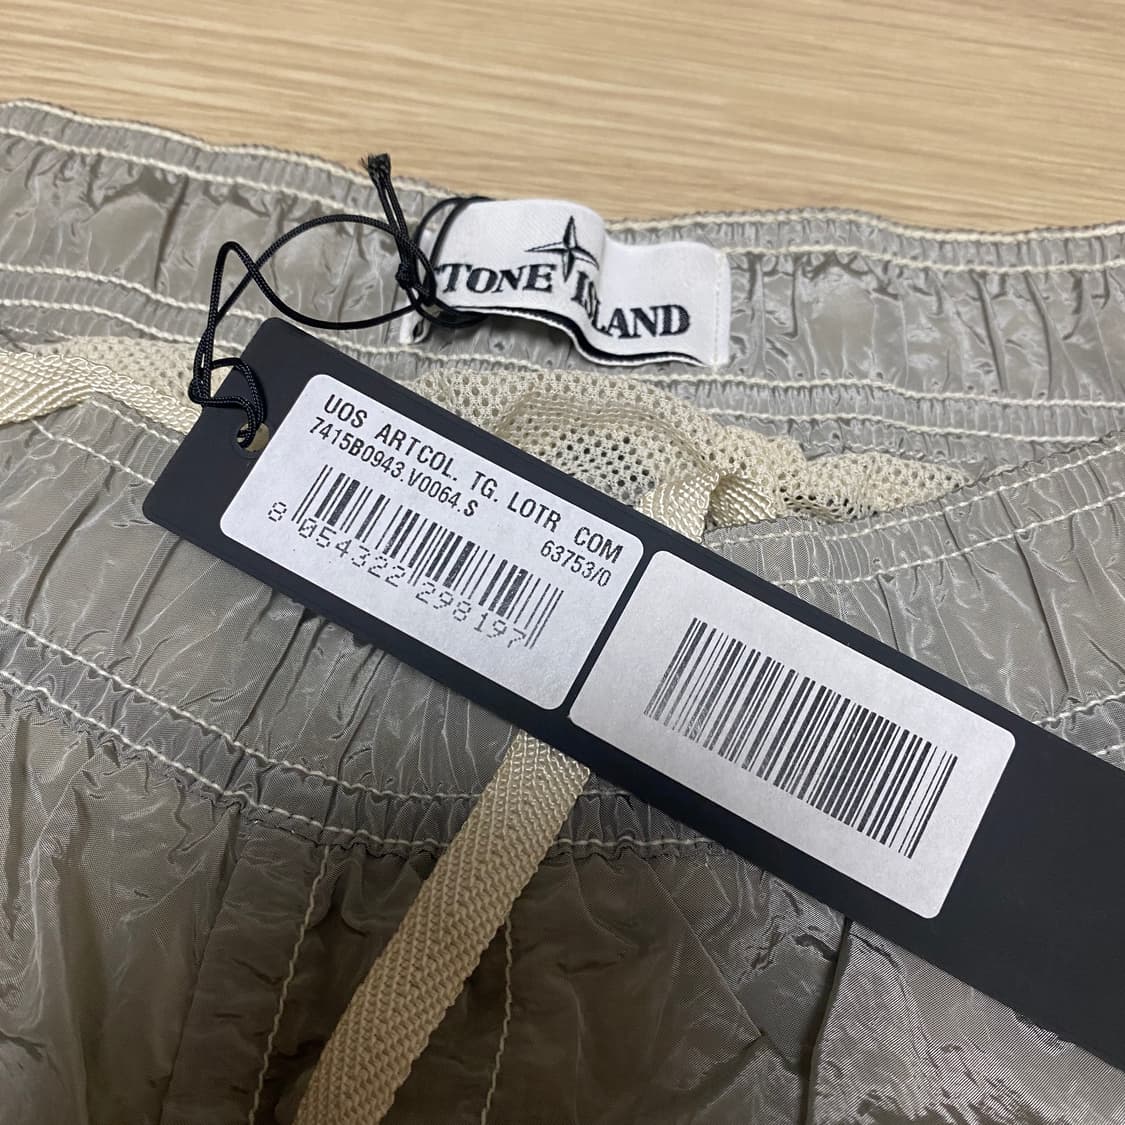 STONE ISLAND
UOS ARTCOL. TG. LOTR COM
7415B0943.V0064.S 63753/0
8 054322 298197